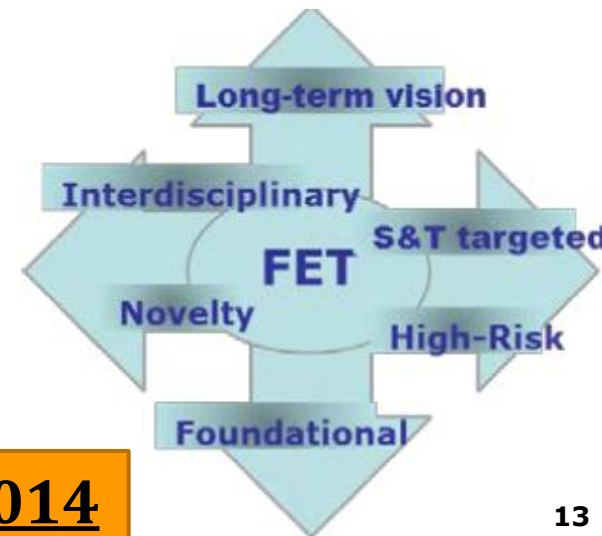 Long-term vision
Interdisciplinary
S&T targeted
FET
Novelty
High-Risk
Foundational
014
13